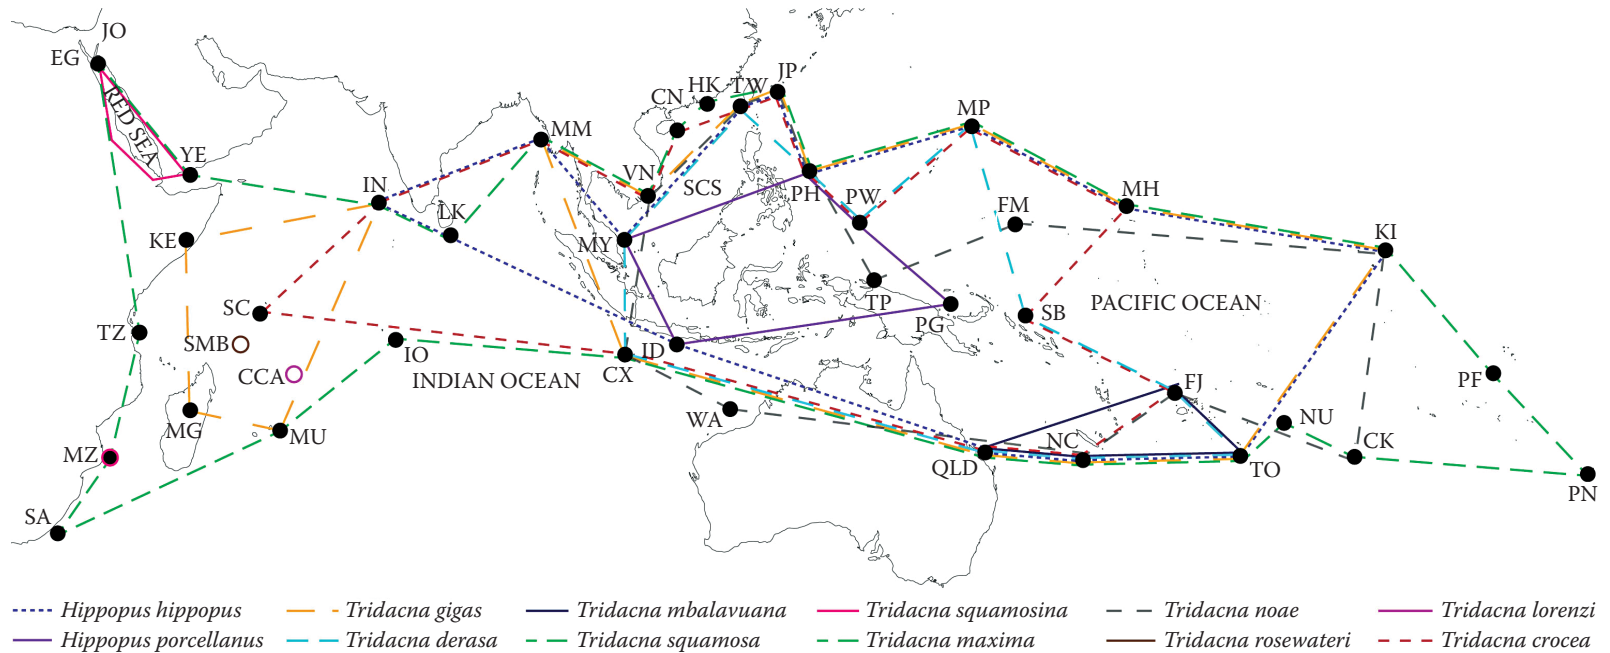 JO
EG
RED SEA
YE
IN
LK
MM
VN
CN
HK
TW
JP
SCS
MY
PH
PW
MP
FM
MH
KI
KE
TZ
SC
SMB
CCA
IO
INDIAN OCEAN
CX
ID
TP
PG
SB
PACIFIC OCEAN
MG
MU
MZ
SA
WA
QLD
NC
FJ
TO
NU
CK
PF
PN
Hippopus hippopus
Tridacna gigas
Tridacna mbalavuana
Tridacna squamosina
Tridacna noae
Tridacna lorenzi
Hippopus porcellanus
Tridacna derasa
Tridacna squamosa
Tridacna maxima
Tridacna rosewateri
Tridacna crocea